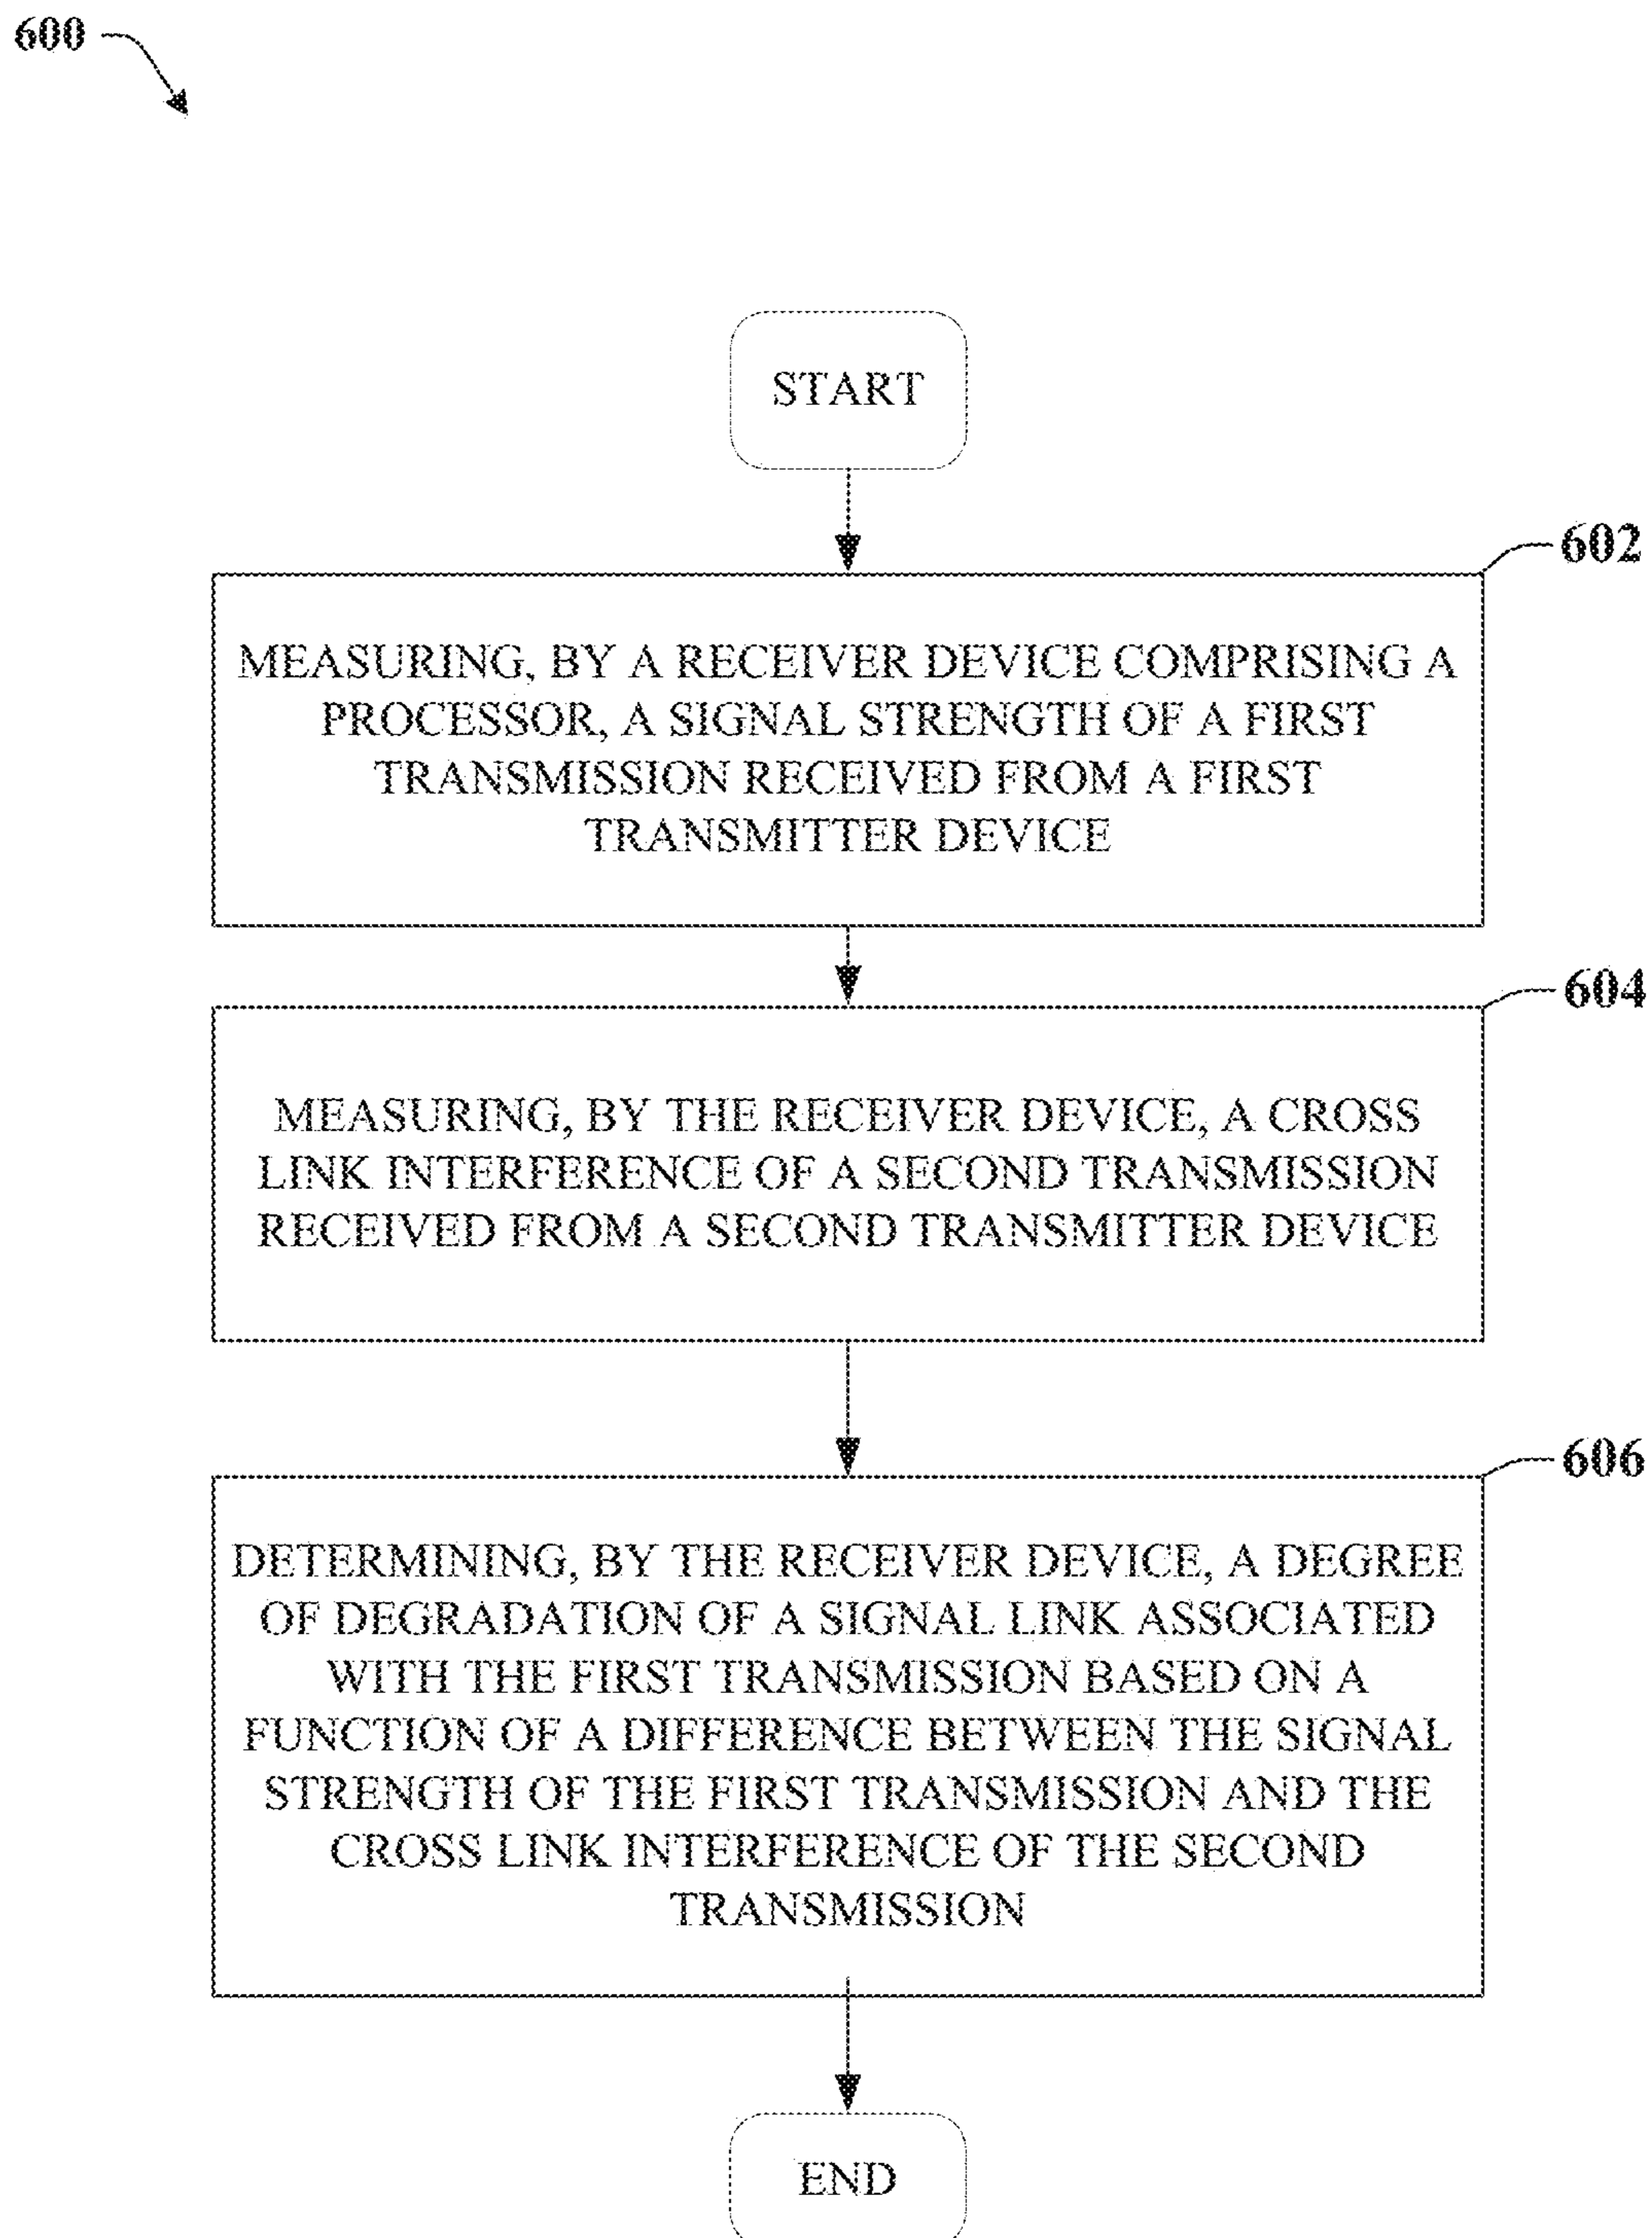 600
START
602
MEASURING, BY A RECEIVER DEVICE COMPRISING A
PROCESSOR, A SIGNAL STRENGTH OF A FIRST
TRANSMISSION RECEIVED FROM A FIRST
TRANSMITTER DEVICE
604
MEASURING, BY THE RECEIVER DEVICE, A CROSS
LINK INTERFERENCE OF A SECOND TRANSMISSION
RECEIVED FROM A SECOND TRANSMITTER DEVICE
606
DETERMINING, BY THE RECEIVER DEVICE, A DEGREE
OF DEGRADATION OF A SIGNAL LINK ASSOCIATED
WITH THE FIRST TRANSMISSION BASED ON A
FUNCTION OF A DIFFERENCE BETWEEN THE SIGNAL
STRENGTH OF THE FIRST TRANSMISSION AND THE
CROSS LINK INTERFERENCE OF THE SECOND
TRANSMISSION
END